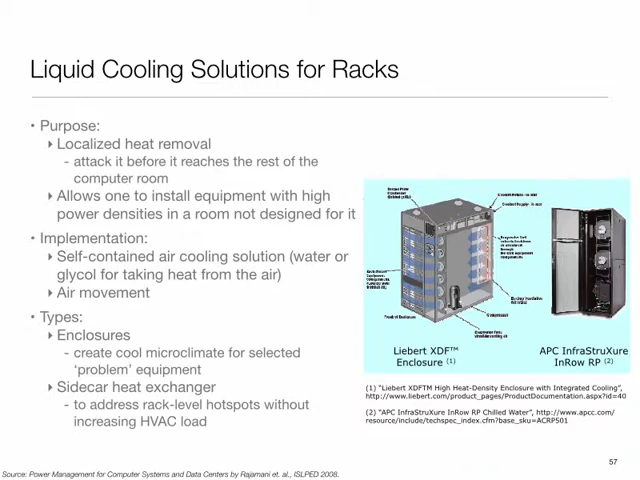 Liquid Cooling Solutions for Racks
• Purpose:
‣ Localized heat removal
- attack it before it reaches the rest of the
computer room
‣ Allows one to install equipment with high
power densities in a room not designed for it
• Implementation:
‣ Self-contained air cooling solution (water or
glycol for taking heat from the air)
‣ Air movement
• Types:
‣ Enclosures
- create cool microclimate for selected
‘problem’ equipment
‣ Sidecar heat exchanger
- to address rack-level hotspots without
increasing HVAC load
Liebert XDF™
Enclosure (1)
APC InfraStruXure
InRow RP (2)
(1) “Liebert XDFTM High Heat-Density Enclosure with Integrated Cooling”,
http://www.liebert.com/product_pages/ProductDocumentation.aspx?id=40
(2) “APC InfraStruXure InRow RP Chilled Water”, http://www.apcc.com/
resource/include/techspec_index.cfm?base_sku=ACRP501
57
Source: Power Management for Computer Systems and Data Centers by Rajamani et. al., ISLPED 2008.